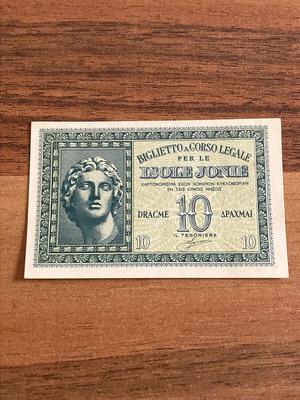 BIGLIETTO A CORSO LEGALE
PER LE
ISOLE JONIE
ΧΑΡΤΟΝΟΜΙΣΜΑ ΕΧΟΝ ΝΟΜΙΜΟΝ ΚΥΚΛΟΦΟΡΙΑΝ
ΕΝ ΤΑΙΣ ΙΟΝΙΟΙΣ ΝΗΣΟΙΣ
DRACME 10 ΔΡΑΧΜΑΙ
IL TESORIERE
10 10